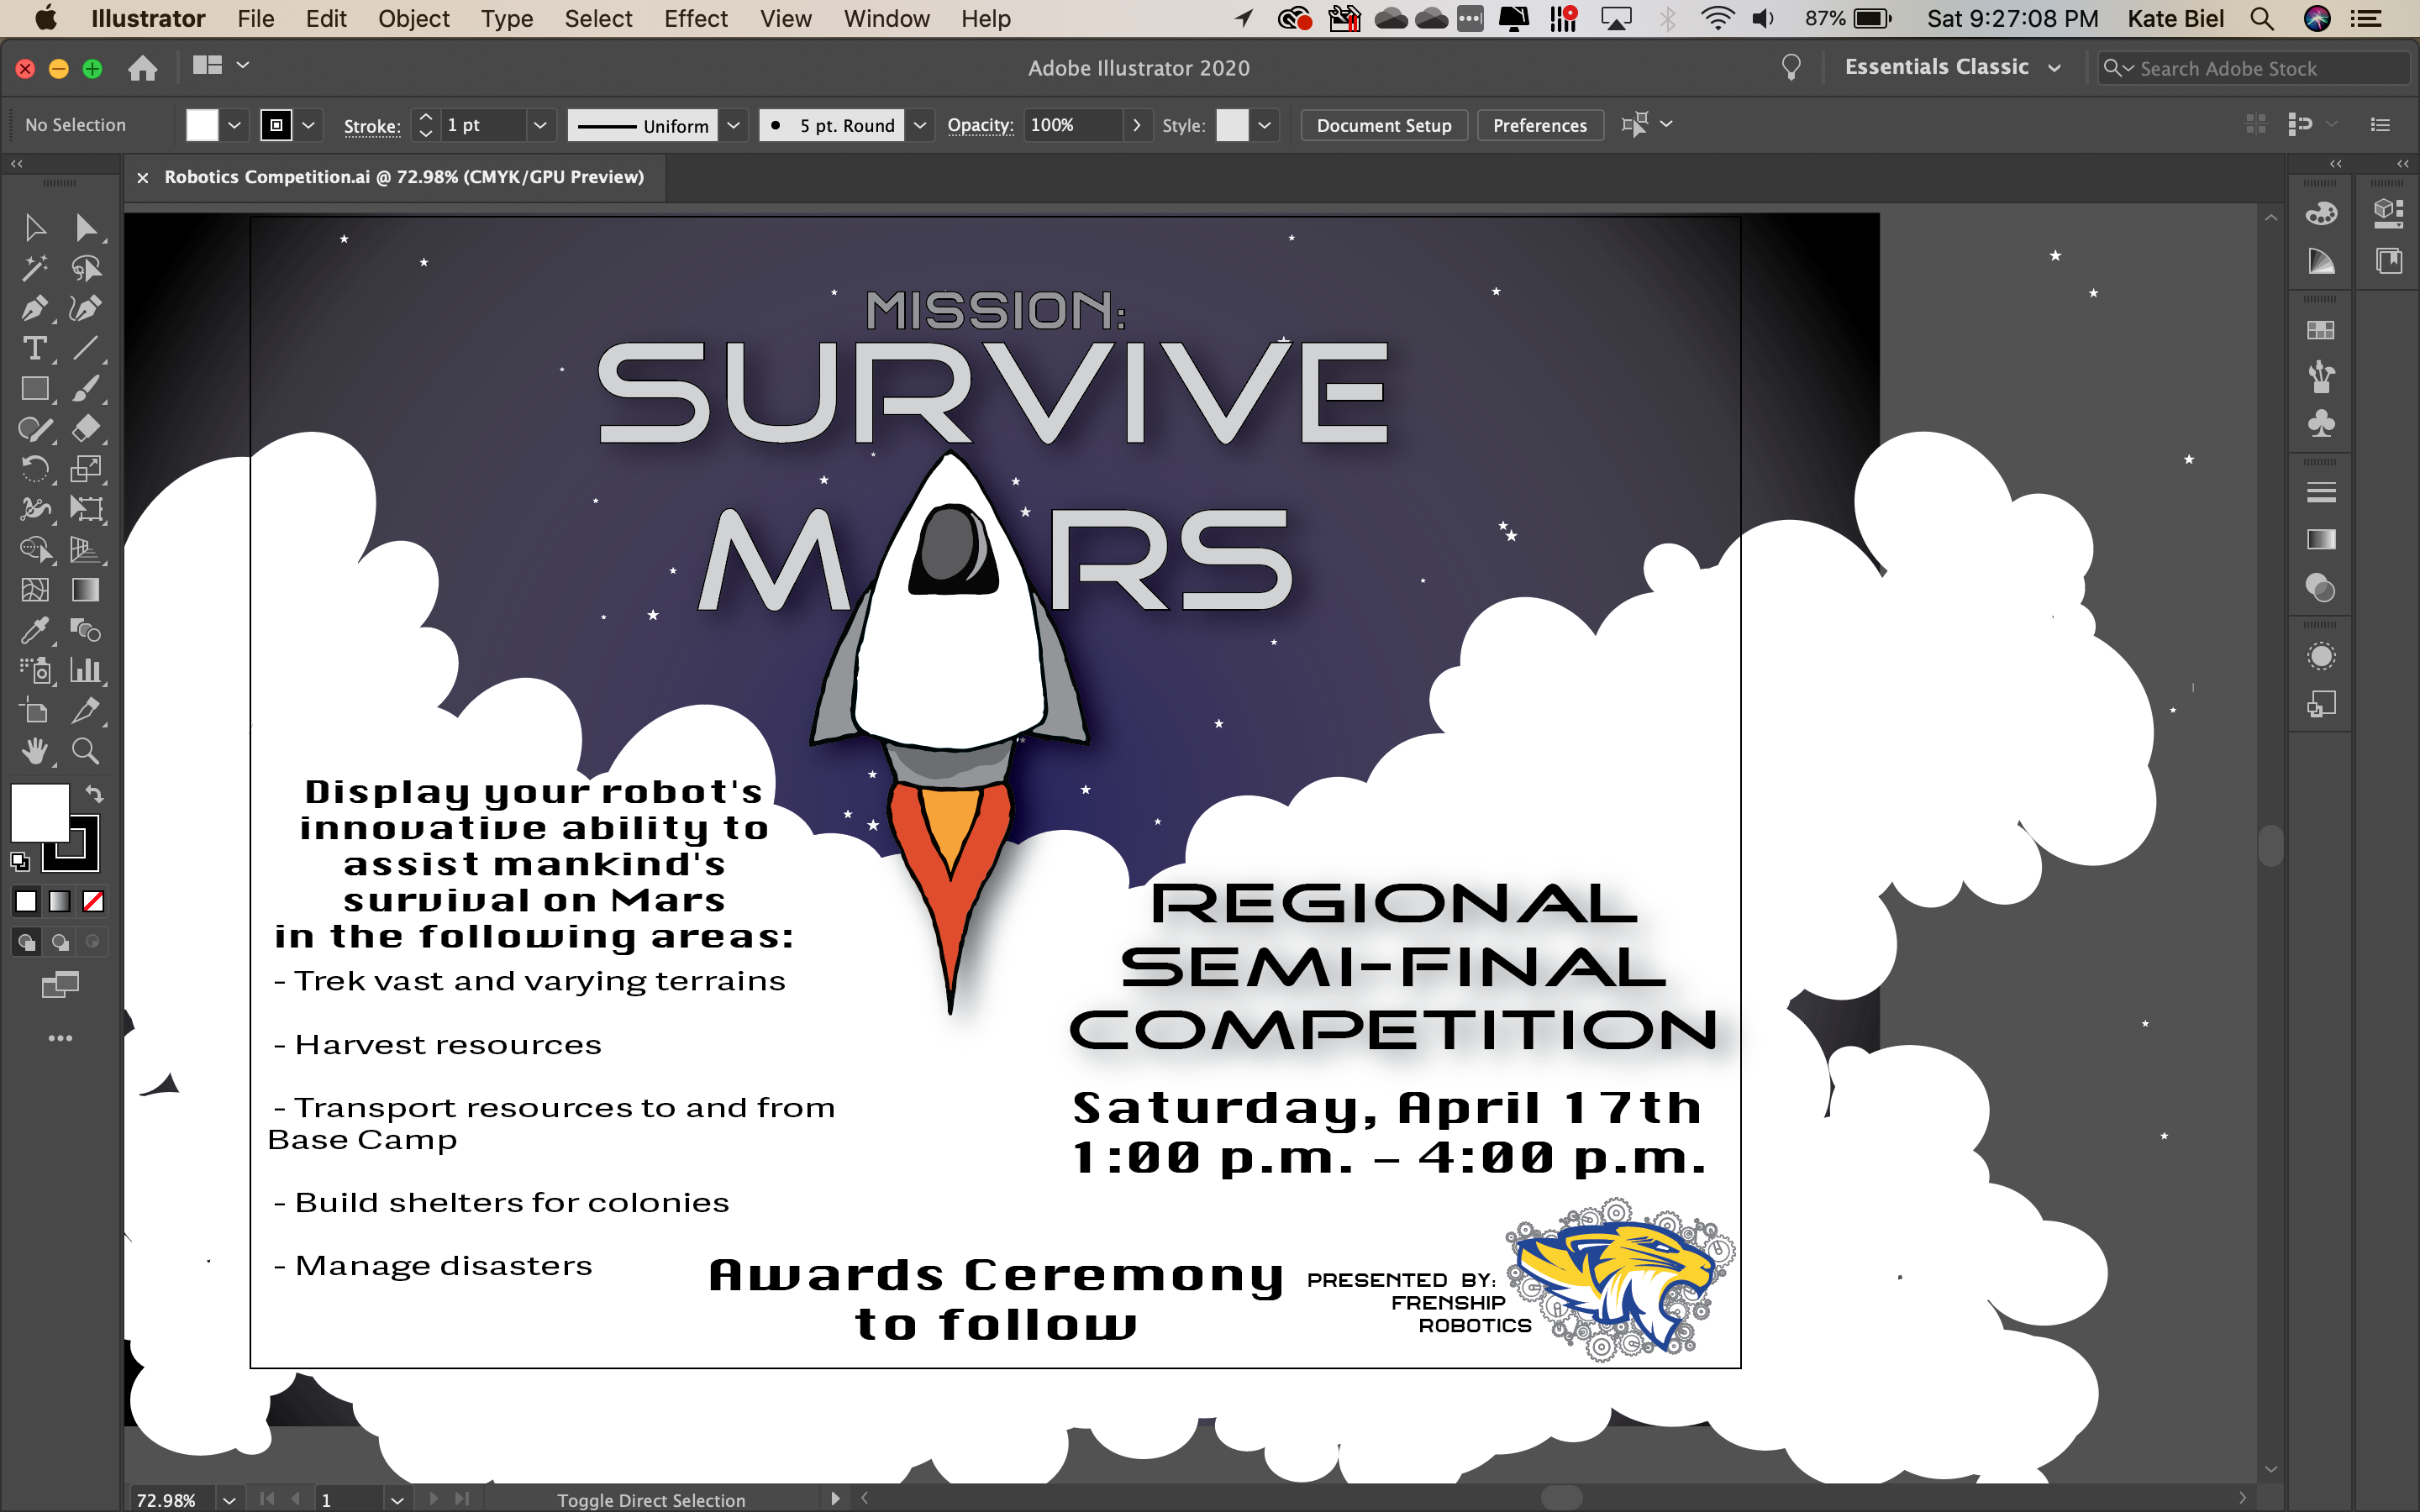 Illustrator File Edit Object Type Select Effect View Window Help 87% Sat 9:27:08 PM Kate Biel
Adobe Illustrator 2020 Essentials Classic Search Adobe Stock
No Selection Stroke: 1 pt Uniform 5 pt. Round Opacity: 100% Style: Document Setup Preferences
Robotics Competition.ai @ 72.98% (CMYK/GPU Preview)
MISSION:
SURVIVE
MARS
Display your robot's
innovative ability to
assist mankind's
survival on Mars
in the following areas:
- Trek vast and varying terrains
- Harvest resources
- Transport resources to and from
Base Camp
- Build shelters for colonies
- Manage disasters
REGIONAL
SEMI-FINAL
COMPETITION
Saturday, April 17th
1:00 p.m. – 4:00 p.m.
Awards Ceremony
to follow
PRESENTED BY:
FRENSHIP
ROBOTICS
72.98% 1 Toggle Direct Selection